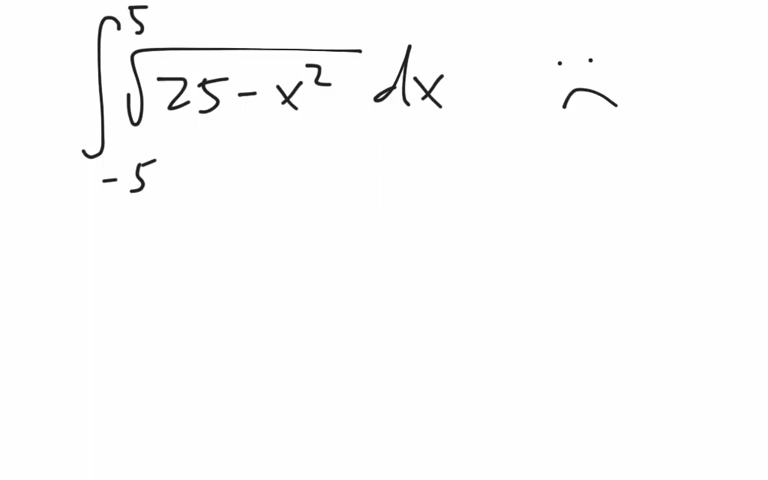 ∫_{-5}^{5} √(25 - x²) dx :(